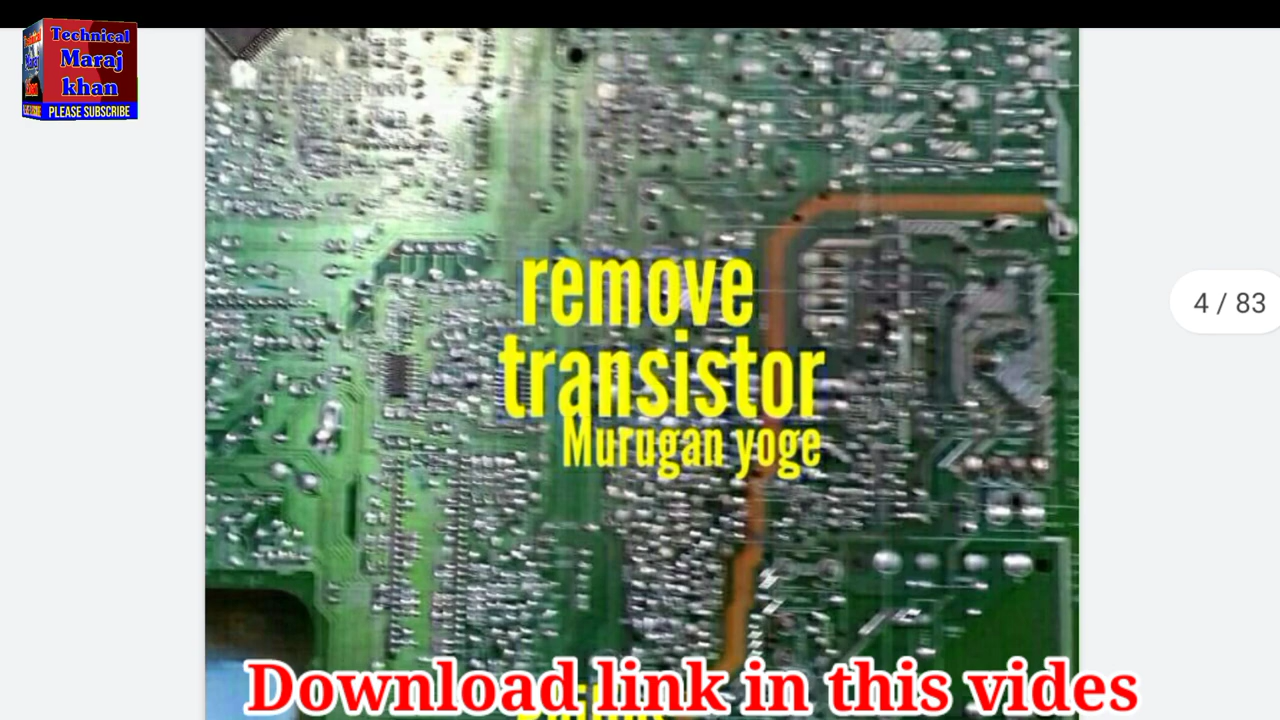 Technical
Maraj
khan
PLEASE SUBSCRIBE
remove
transistor
Murugan yoge
4 / 83
Download link in this vides